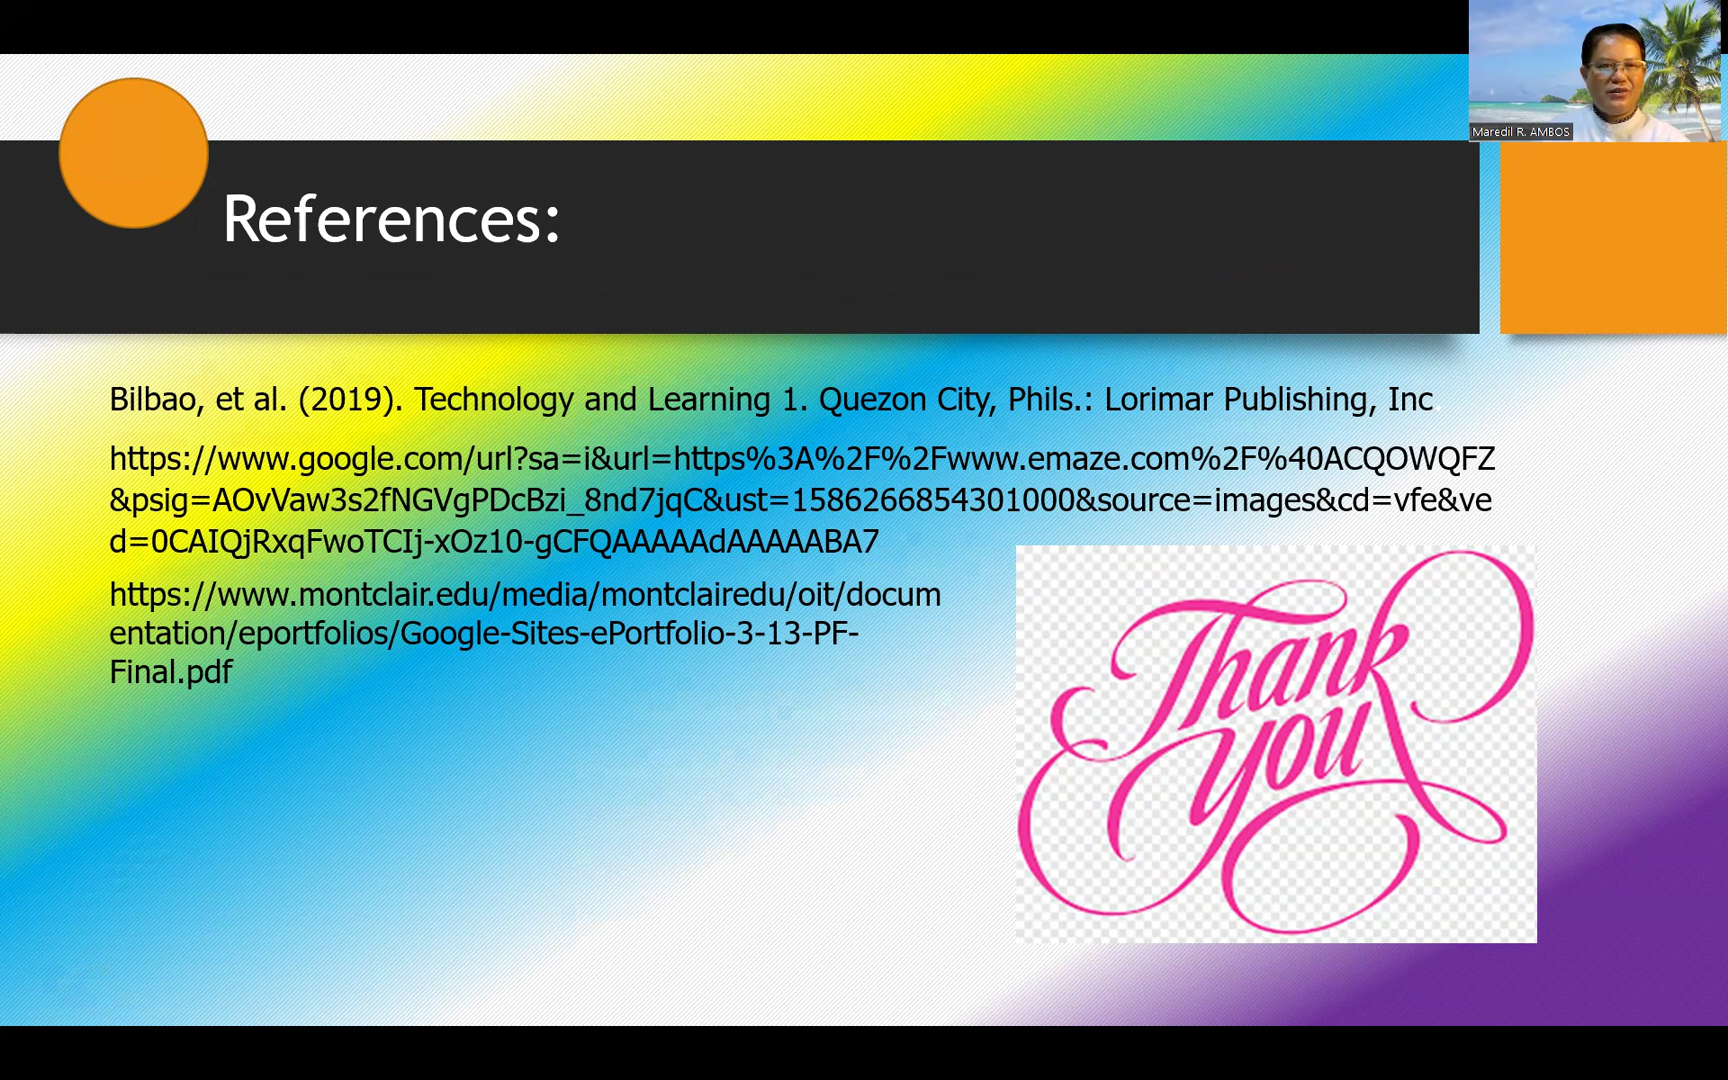 Maredil R. AMBOS
References:
Bilbao, et al. (2019). Technology and Learning 1. Quezon City, Phils.: Lorimar Publishing, Inc.
https://www.google.com/url?sa=i&url=https%3A%2F%2Fwww.emaze.com%2F%40ACQOWQFZ
&psig=AOvVaw3s2fNGVgPDcBzi_8nd7jqC&ust=1586266854301000&source=images&cd=vfe&ve
d=0CAIQjRxqFwoTCIj-xOz10-gCFQAAAAAdAAAAABA7
https://www.montclair.edu/media/montclairedu/oit/docum
entation/eportfolios/Google-Sites-ePortfolio-3-13-PF-
Final.pdf
Thank
you